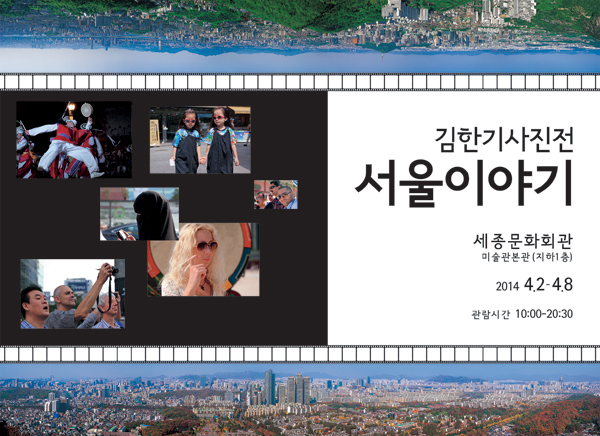 김한기사진전
서울이야기
세종문화회관
미술관본관 (지하1층)
2014 4.2-4.8
관람시간 10:00-20:30